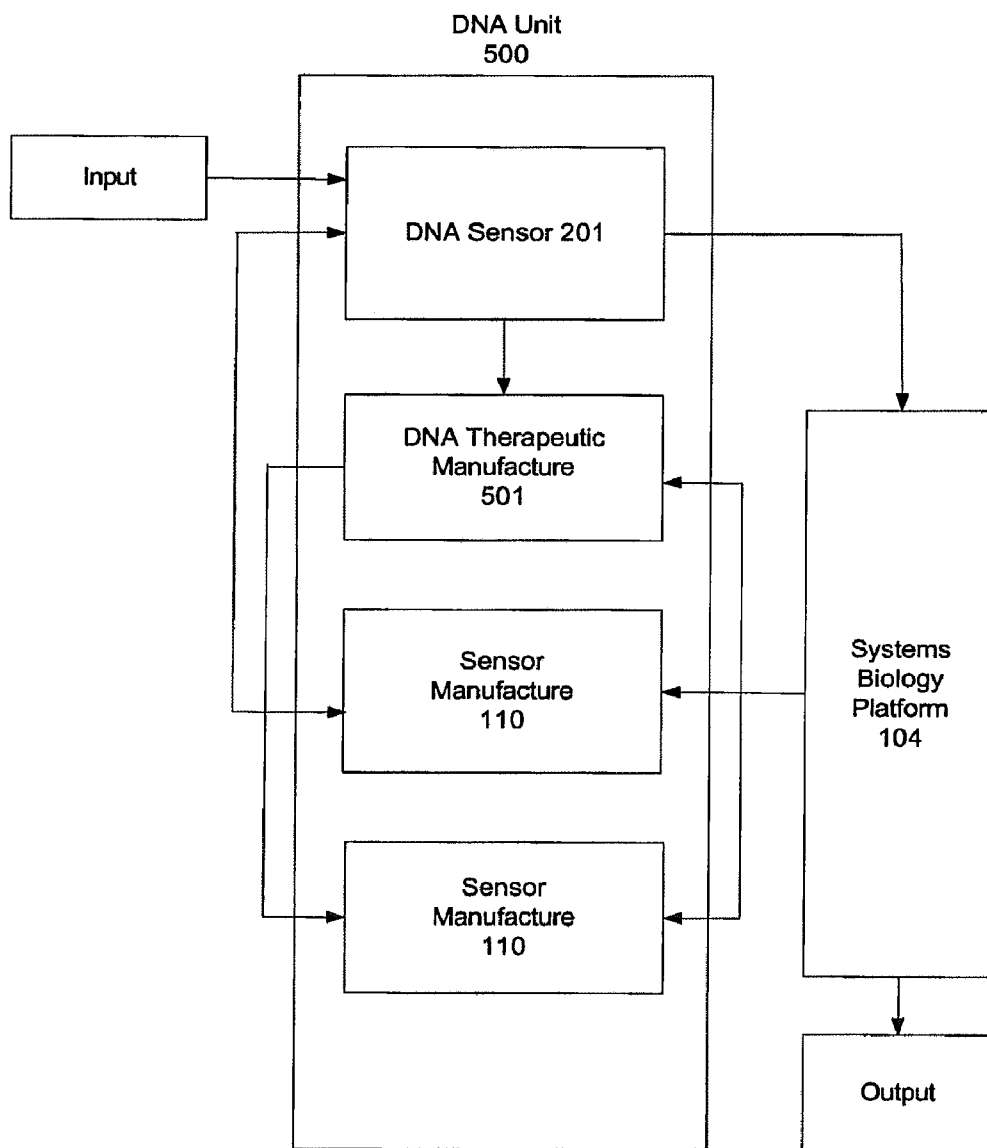 DNA Unit
500
Input
DNA Sensor 201
DNA Therapeutic
Manufacture
501
Sensor
Manufacture
110
Systems
Biology
Platform
104
Sensor
Manufacture
110
Output